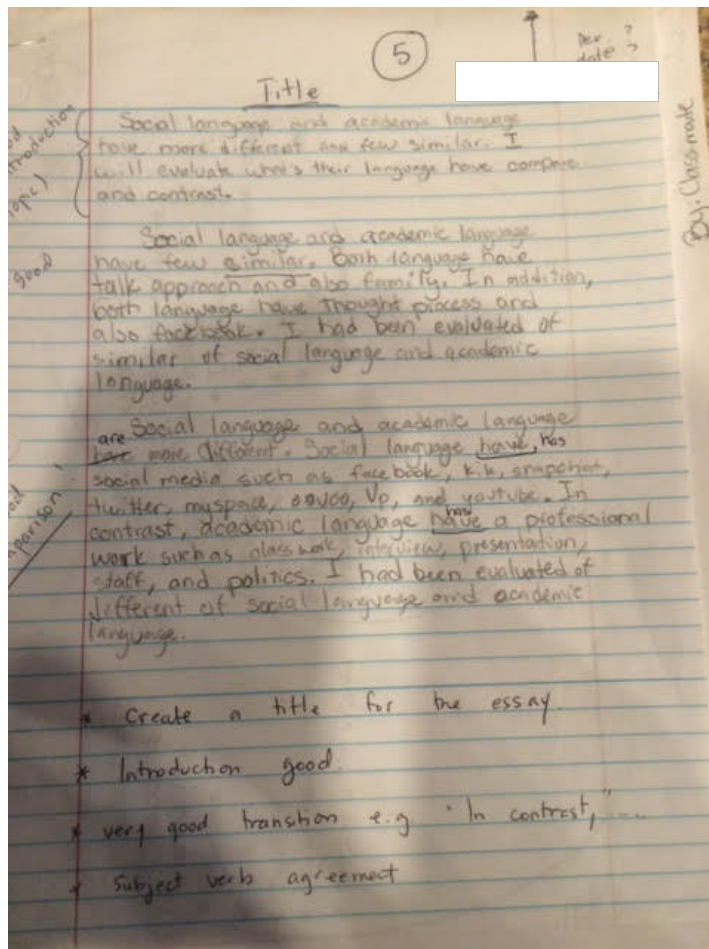 5
Per. ?
date ?
Title
By: Classmate
Social language and academic language
have more different and few similar. I
will evaluate what's their language have compare
and contrast.
good
Social language and academic language
have few similar. Both language have
talk approach and also family. In addition,
both language have thought process and
also facebook. I had been evaluated of
similar of social language and academic
language.
are Social language and academic language
have more different. Social language have has
social media such as facebook, kik, snapchat,
twitter, myspace, oovoo, Vp, and youtube. In
contrast, academic language have has a professional
work such as class work, interview, presentation,
staff, and politics. I had been evaluated of
different of social language and academic
language.
* Create a title for the essay.
* Introduction good.
* very good transtion e.g "In contrast,"....
* Subject verb agreement